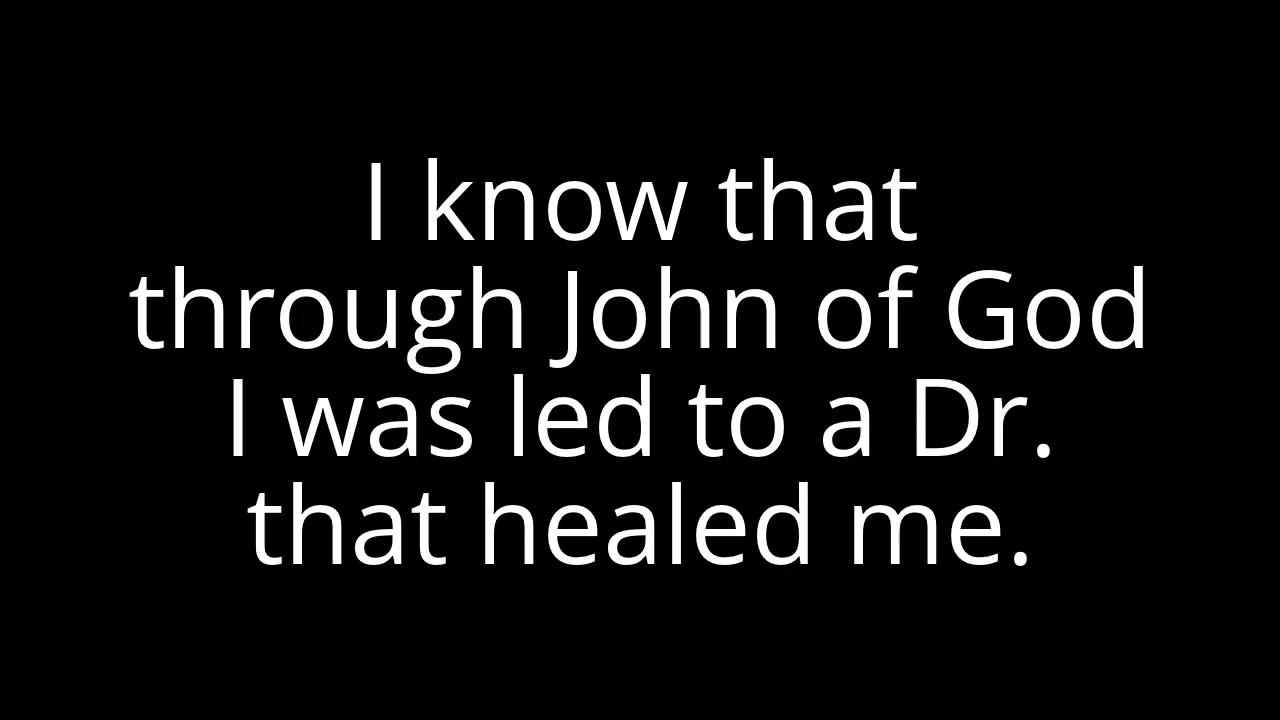 I know that
through John of God
I was led to a Dr.
that healed me.